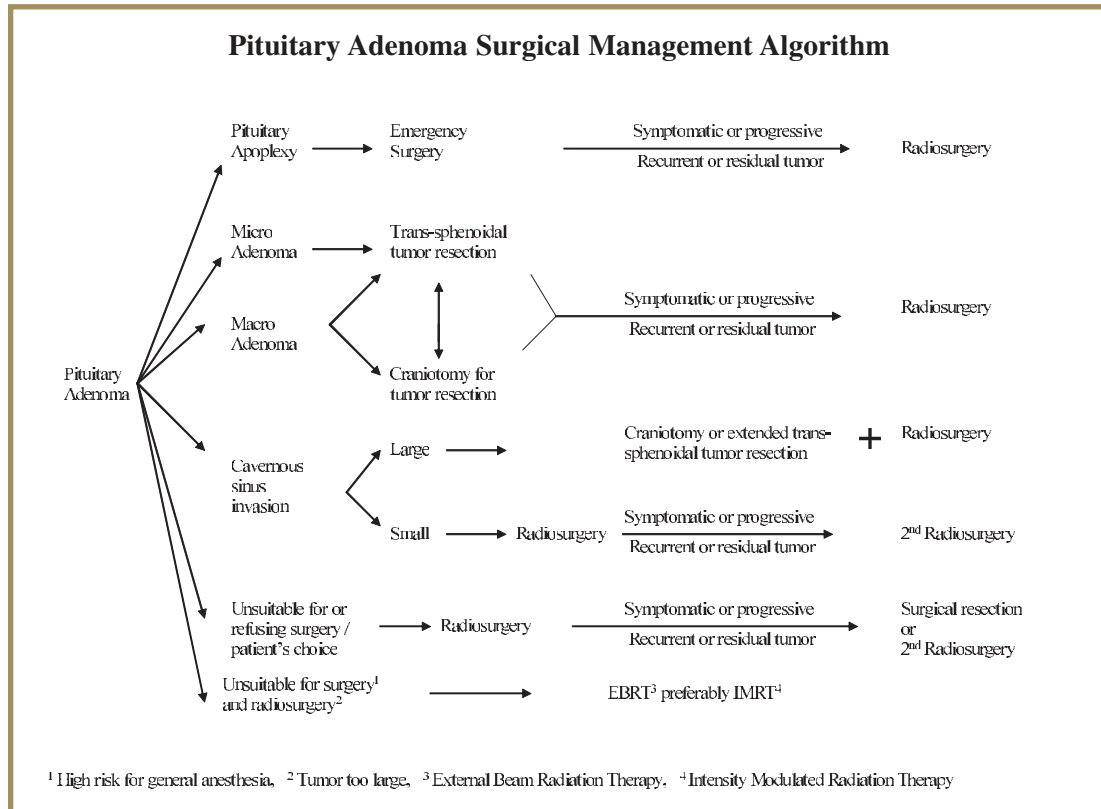 Pituitary Adenoma Surgical Management Algorithm
Pituitary
Apoplexy
Emergency
Surgery
Symptomatic or progressive
Recurrent or residual tumor
Radiosurgery
Micro
Adenoma
Trans-sphenoidal
tumor resection
Macro
Adenoma
Craniotomy for
tumor resection
Symptomatic or progressive
Recurrent or residual tumor
Radiosurgery
Pituitary
Adenoma
Cavernous
sinus
invasion
Large
Craniotomy or extended trans-
sphenoidal tumor resection
+
Radiosurgery
Small
Radiosurgery
Symptomatic or progressive
Recurrent or residual tumor
2nd Radiosurgery
Unsuitable for or
refusing surgery /
patient's choice
Radiosurgery
Symptomatic or progressive
Recurrent or residual tumor
Surgical resection
or
2nd Radiosurgery
Unsuitable for surgery1
and radiosurgery2
EBRT3 preferably IMRT4
1 High risk for general anesthesia, 2 Tumor too large, 3 External Beam Radiation Therapy, 4 Intensity Modulated Radiation Therapy